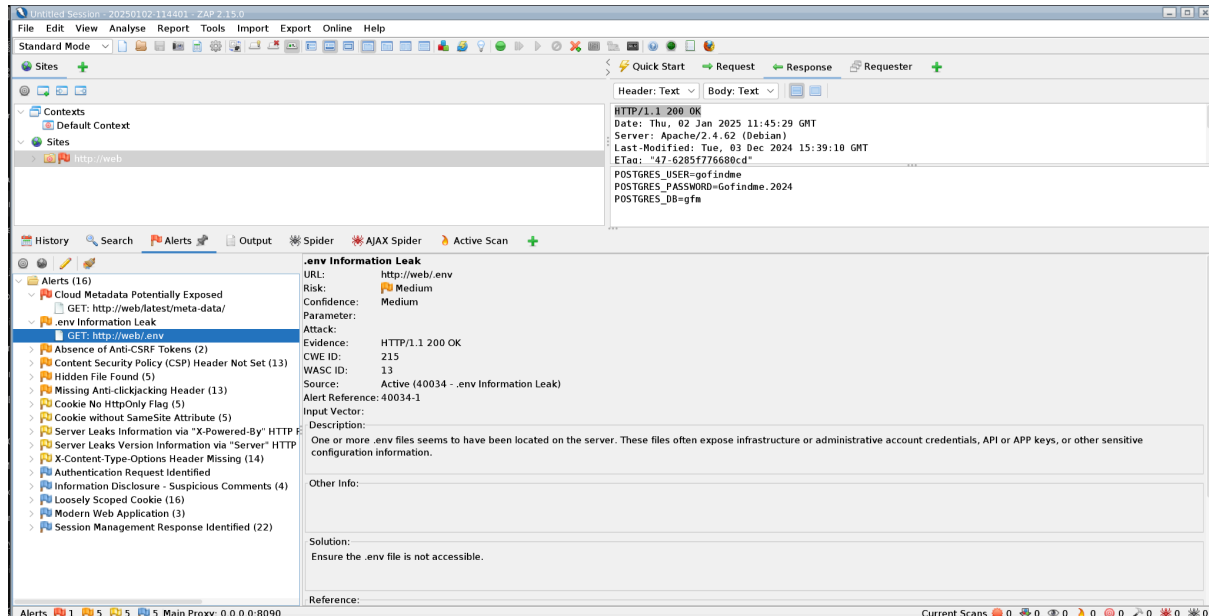 Untitled Session - 20250102-114401 - ZAP 2.15.0
File Edit View Analyse Report Tools Import Export Online Help
Standard Mode
Sites
Quick Start Request Response Requester
Header: Text Body: Text
Contexts
Default Context
Sites
http://web
HTTP/1.1 200 OK
Date: Thu, 02 Jan 2025 11:45:29 GMT
Server: Apache/2.4.62 (Debian)
Last-Modified: Tue, 03 Dec 2024 15:39:10 GMT
ETag: "47-6285f776680cd"
POSTGRES_USER=gofindme
POSTGRES_PASSWORD=Gofindme.2024
POSTGRES_DB=gfm
History Search Alerts Output Spider AJAX Spider Active Scan
Alerts (16)
Cloud Metadata Potentially Exposed
GET: http://web/latest/meta-data/
.env Information Leak
GET: http://web/.env
Absence of Anti-CSRF Tokens (2)
Content Security Policy (CSP) Header Not Set (13)
Hidden File Found (5)
Missing Anti-clickjacking Header (13)
Cookie No HttpOnly Flag (5)
Cookie without SameSite Attribute (5)
Server Leaks Information via "X-Powered-By" HTTP
Server Leaks Version Information via "Server" HTTP
X-Content-Type-Options Header Missing (14)
Authentication Request Identified
Information Disclosure - Suspicious Comments (4)
Loosely Scoped Cookie (16)
Modern Web Application (3)
Session Management Response Identified (22)
.env Information Leak
URL: http://web/.env
Risk: Medium
Confidence: Medium
Parameter:
Attack:
Evidence: HTTP/1.1 200 OK
CWE ID: 215
WASC ID: 13
Source: Active (40034 - .env Information Leak)
Alert Reference: 40034-1
Input Vector:
Description:
One or more .env files seems to have been located on the server. These files often expose infrastructure or administrative account credentials, API or APP keys, or other sensitive
configuration information.
Other Info:
Solution:
Ensure the .env file is not accessible.
Reference:
Alerts 1 5 5 5 Main Proxy: 0.0.0.0:8090
Current Scans 0 0 0 0 0 0 0 0